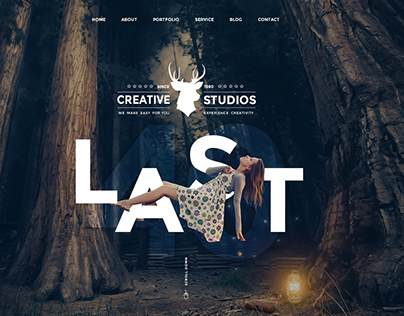 HOME ABOUT PORTFOLIO SERVICE BLOG CONTACT
SINCE 1980
CREATIVE STUDIOS
WE MAKE EASY FOR YOU EXPERIENCE CREATIVITY
LAST
SCROLL DOWN